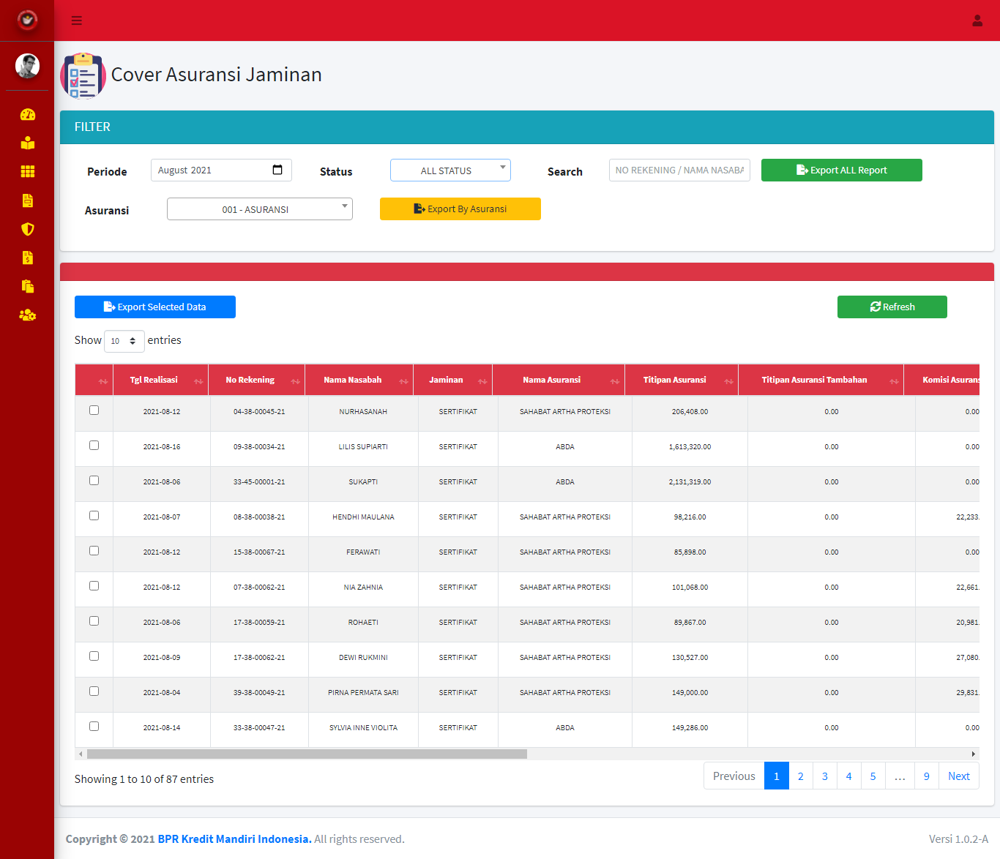 Cover Asuransi Jaminan
FILTER
Periode August 2021 Status ALL STATUS Search NO REKENING / NAMA NASABA Export ALL Report
Asuransi 001 - ASURANSI Export By Asuransi
Export Selected Data Refresh
Show 10 entries
Tgl Realisasi No Rekening Nama Nasabah Jaminan Nama Asuransi Titipan Asuransi Titipan Asuransi Tambahan Komisi Asurans
2021-08-12 04-38-00045-21 NURHASANAH SERTIFIKAT SAHABAT ARTHA PROTEKSI 206,408.00 0.00 0.00
2021-08-16 09-38-00034-21 LILIS SUPIARTI SERTIFIKAT ABDA 1,613,320.00 0.00 0.00
2021-08-06 33-45-00001-21 SUKAPTI SERTIFIKAT ABDA 2,131,319.00 0.00 0.00
2021-08-07 08-38-00038-21 HENDHI MAULANA SERTIFIKAT SAHABAT ARTHA PROTEKSI 98,216.00 0.00 22,233.
2021-08-12 15-38-00067-21 FERAWATI SERTIFIKAT SAHABAT ARTHA PROTEKSI 85,898.00 0.00 0.00
2021-08-12 07-38-00062-21 NIA ZAHNIA SERTIFIKAT SAHABAT ARTHA PROTEKSI 101,068.00 0.00 22,661.
2021-08-06 17-38-00059-21 ROHAETI SERTIFIKAT SAHABAT ARTHA PROTEKSI 89,867.00 0.00 20,981.
2021-08-09 17-38-00062-21 DEWI RUKMINI SERTIFIKAT SAHABAT ARTHA PROTEKSI 130,527.00 0.00 27,080.
2021-08-04 39-38-00049-21 PIRNA PERMATA SARI SERTIFIKAT SAHABAT ARTHA PROTEKSI 149,000.00 0.00 29,831.
2021-08-14 33-38-00047-21 SYLVIA INNE VIOLITA SERTIFIKAT ABDA 149,286.00 0.00 0.00
Showing 1 to 10 of 87 entries Previous 1 2 3 4 5 … 9 Next
Copyright © 2021 BPR Kredit Mandiri Indonesia. All rights reserved. Versi 1.0.2-A